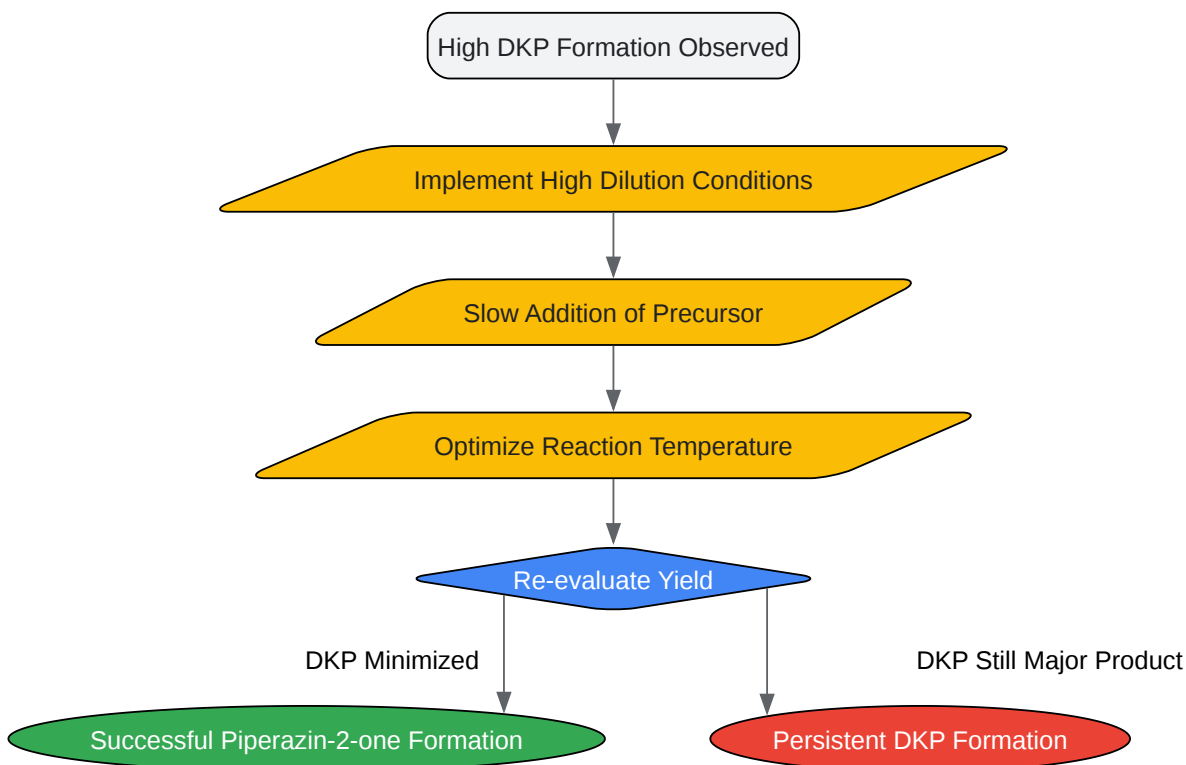 High DKP Formation Observed
Implement High Dilution Conditions
Slow Addition of Precursor
Optimize Reaction Temperature
Re-evaluate Yield
DKP Minimized
DKP Still Major Product
Successful Piperazin-2-one Formation
Persistent DKP Formation